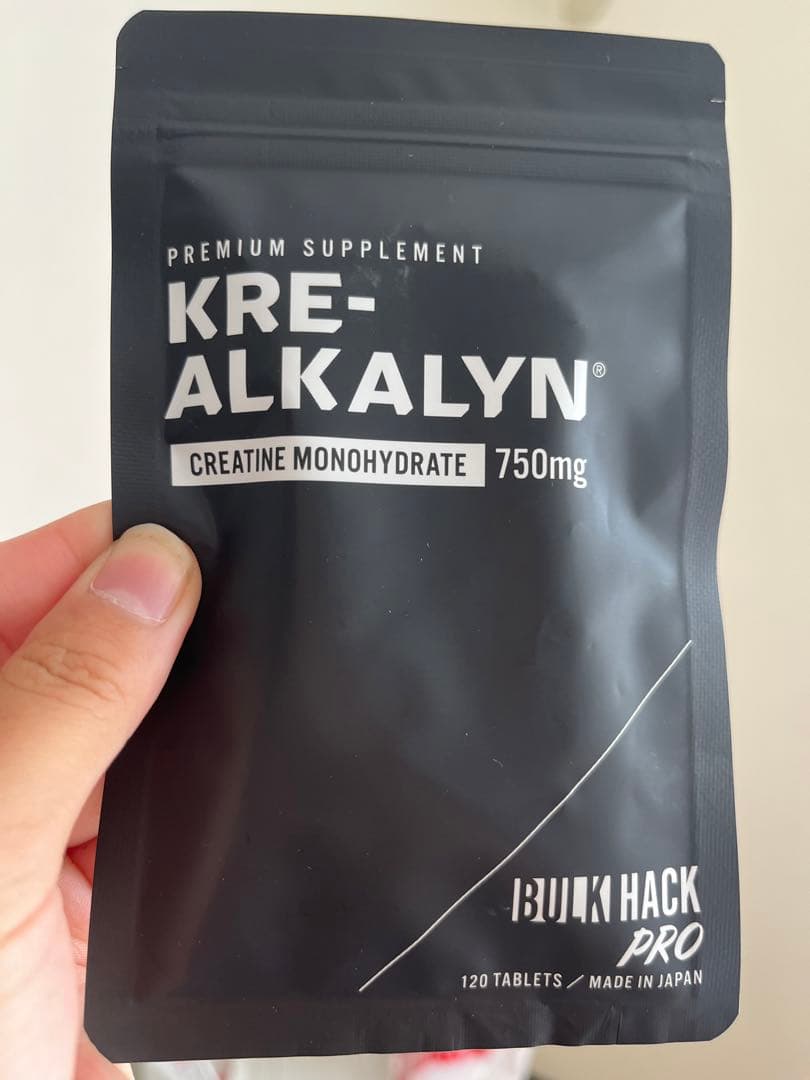 PREMIUM SUPPLEMENT
KRE-
ALKALYN®
CREATINE MONOHYDRATE 750mg
BULK HACK
PRO
120 TABLETS / MADE IN JAPAN